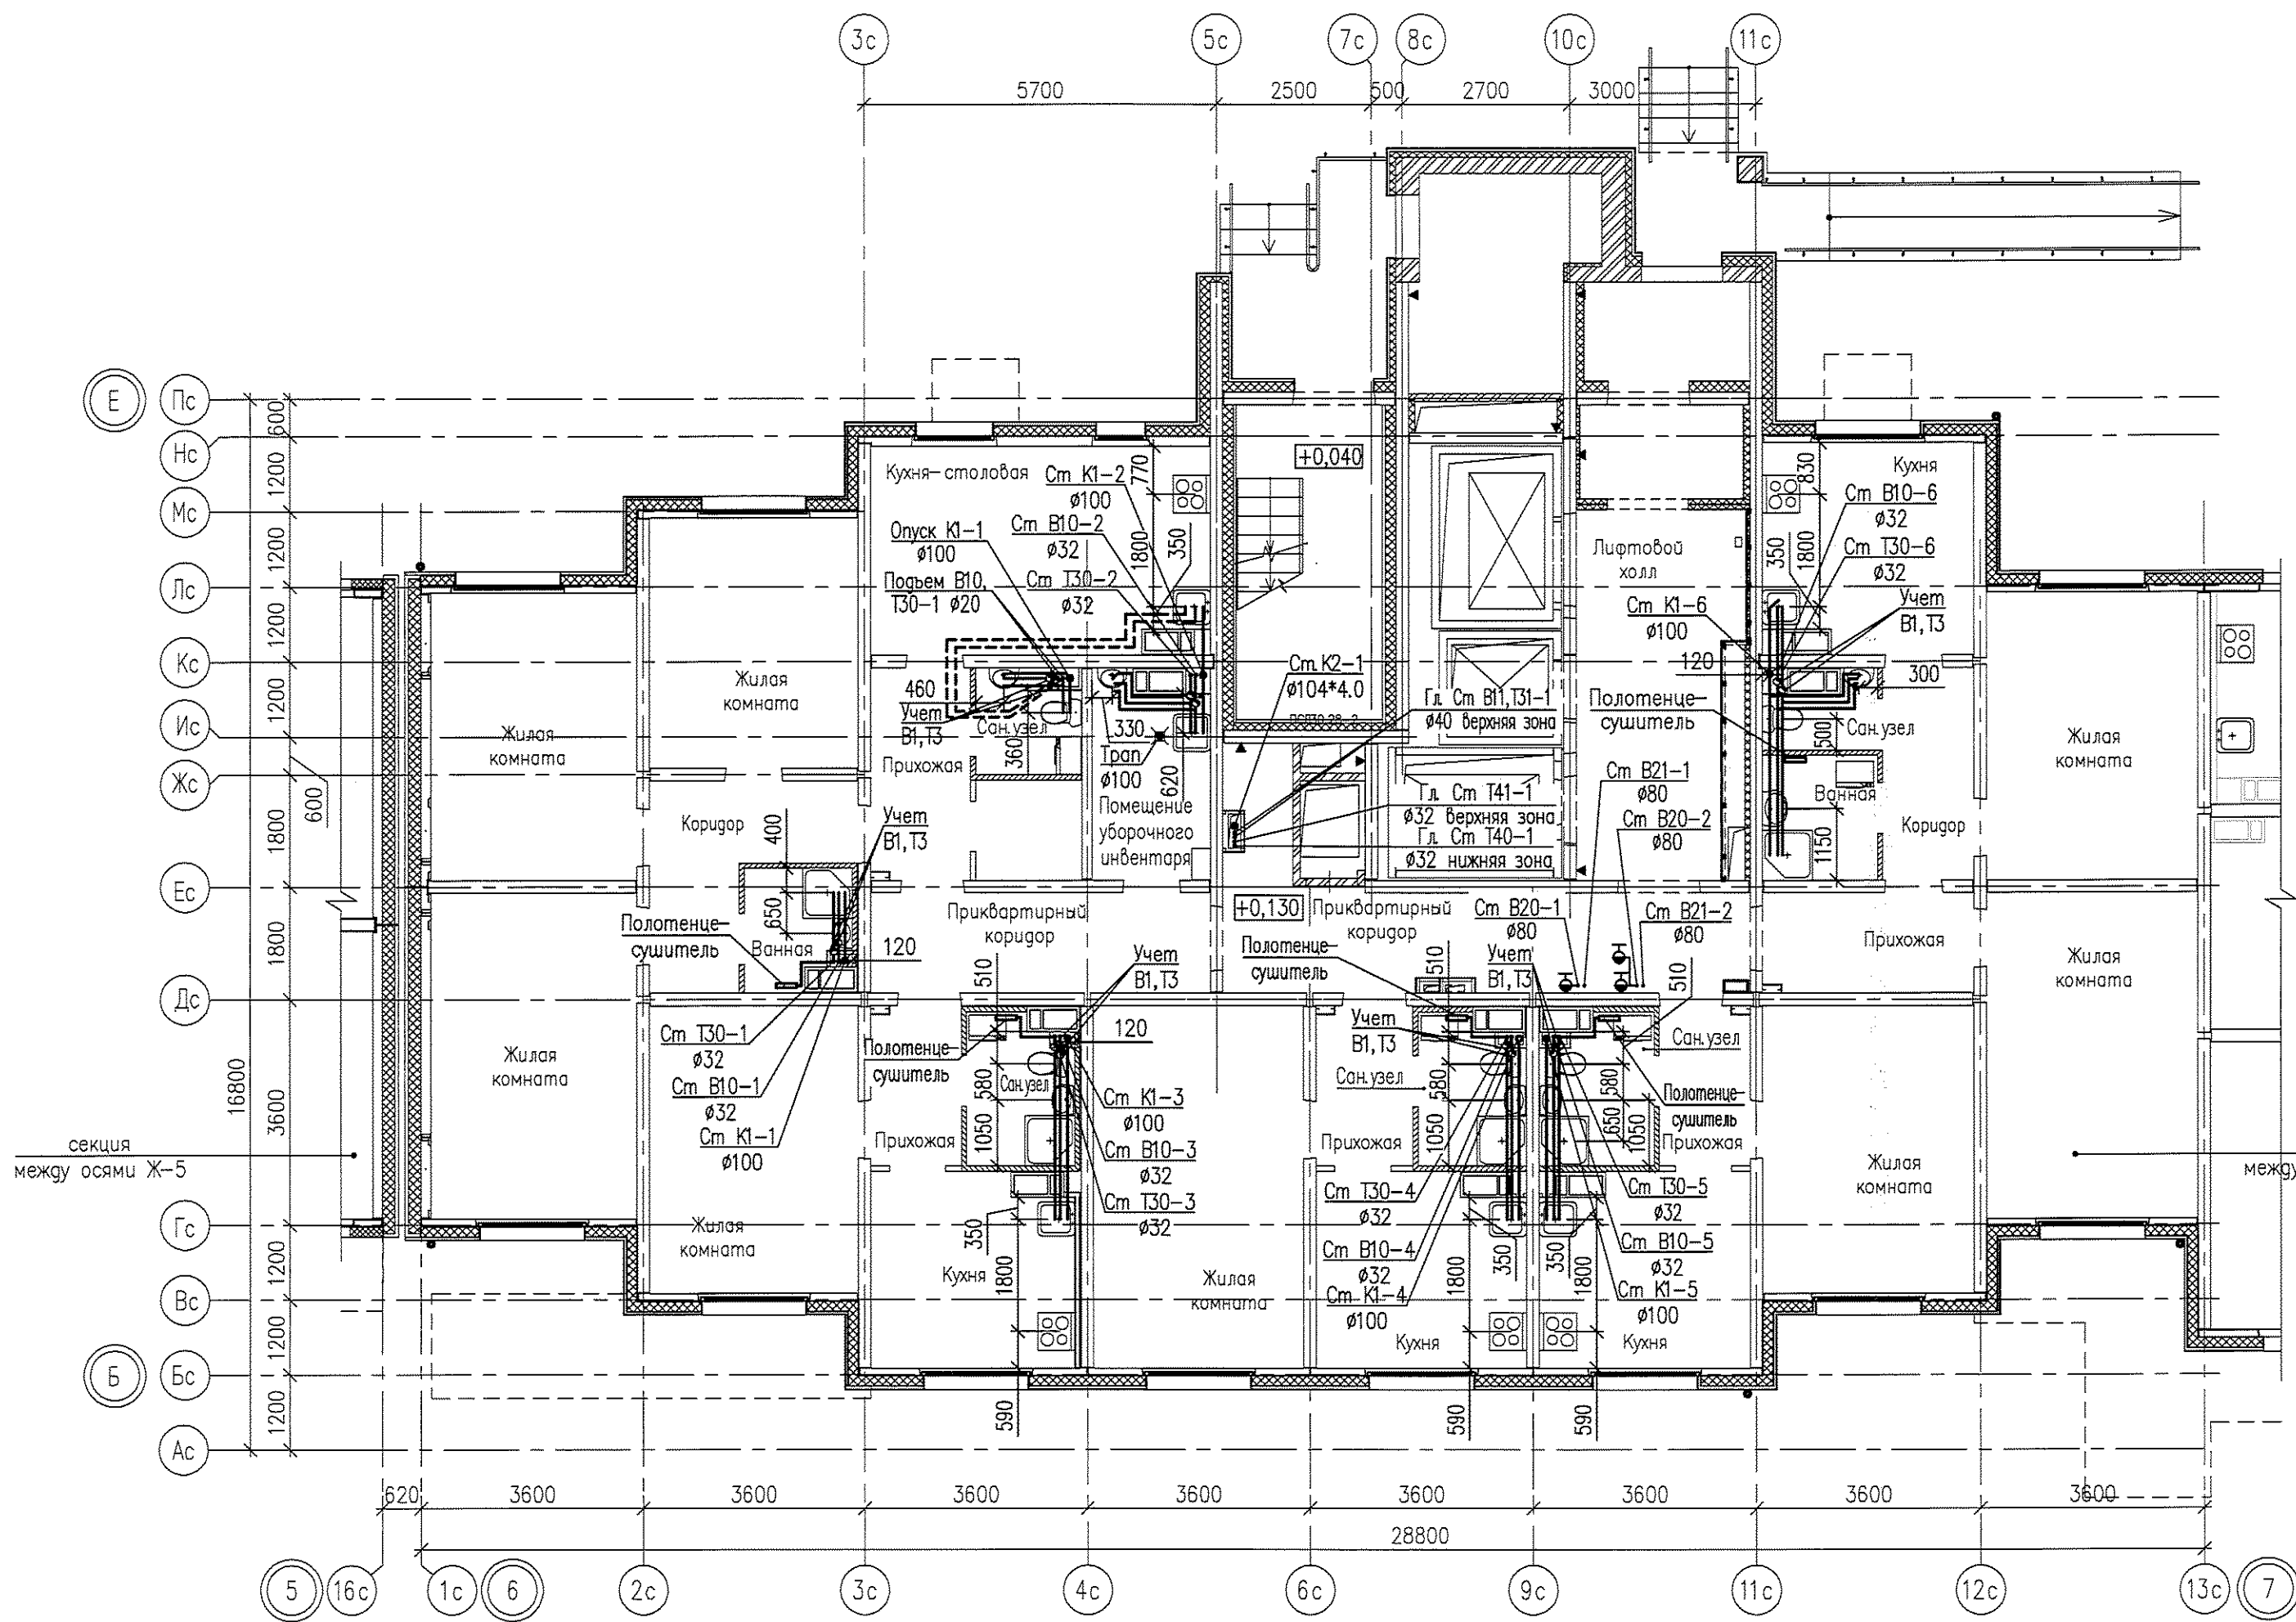 3с
5с
7с
8с
10с
11с
5700
2500
500
2700
3000
Е
Пс
Нс
Мс
Лс
Кс
Ис
Жс
Ес
Дс
Гс
Вс
Б
Бс
Ас
600
1200
1200
1200
1200
1200
600
1800
1800
3600
1200
1200
1200
16800
секция
между осями Ж-5
между
Кухня-столовая
770
Ст К1-2
ø100
Опуск К1-1
ø100
Ст В10-2
ø32
1800
350
Подъем В10,
Т30-1 ø20
Ст Т30-2
ø32
+0,040
Лифтовой
холл
Кухня
830
Ст В10-6
ø32
350
1800
Ст Т30-6
ø32
Ст К1-6
ø100
Учет
В1,Т3
120
300
Жилая
комната
460
Учет
В1,Т3
Сан.узел
360
330
Трап
ø100
620
Ст.К2-1
ø104*4.0
Гл. Ст В11,Т31-1
ø40 верхняя зона
Полотенце-
сушитель
Сан.узел
500
Жилая
комната
Жилая
комната
Прихожая
Помещение
уборочного
инвентаря
Гл. Ст Т41-1
ø32 верхняя зона
Гл. Ст Т40-1
ø32 нижняя зона
Ст В21-1
ø80
Ст В20-2
ø80
Ванная
1150
Коридор
Коридор
400
Учет
В1,Т3
650
Полотенце-
сушитель
Ванная
120
Приквартирный
коридор
+0,130
Приквартирный
коридор
Ст В20-1
ø80
Ст В21-2
ø80
Прихожая
Жилая
комната
510
Учет
В1,Т3
Полотенце-
сушитель
510
Учет
В1,Т3
510
Ст Т30-1
ø32
Ст В10-1
ø32
Ст К1-1
ø100
Жилая
комната
Полотенце-
сушитель
120
Учет
В1,Т3
Сан.узел
Сан.узел
580
Сан.узел
580
580
Полотенце-
сушитель
Ст К1-3
ø100
Прихожая
1050
Ст В10-3
ø32
Прихожая
1050
650
1050
Прихожая
Жилая
комната
Ст Т30-3
ø32
Ст Т30-4
ø32
Ст Т30-5
ø32
Жилая
комната
350
1800
Кухня
Жилая
комната
Ст В10-4
ø32
Ст К1-4
ø100
1800
350
350
1800
Ст В10-5
ø32
Ст К1-5
ø100
Кухня
Кухня
590
590
590
620
3600
3600
3600
3600
3600
3600
3600
3600
28800
5
16с
1с
6
2с
3с
4с
6с
9с
11с
12с
13с
7